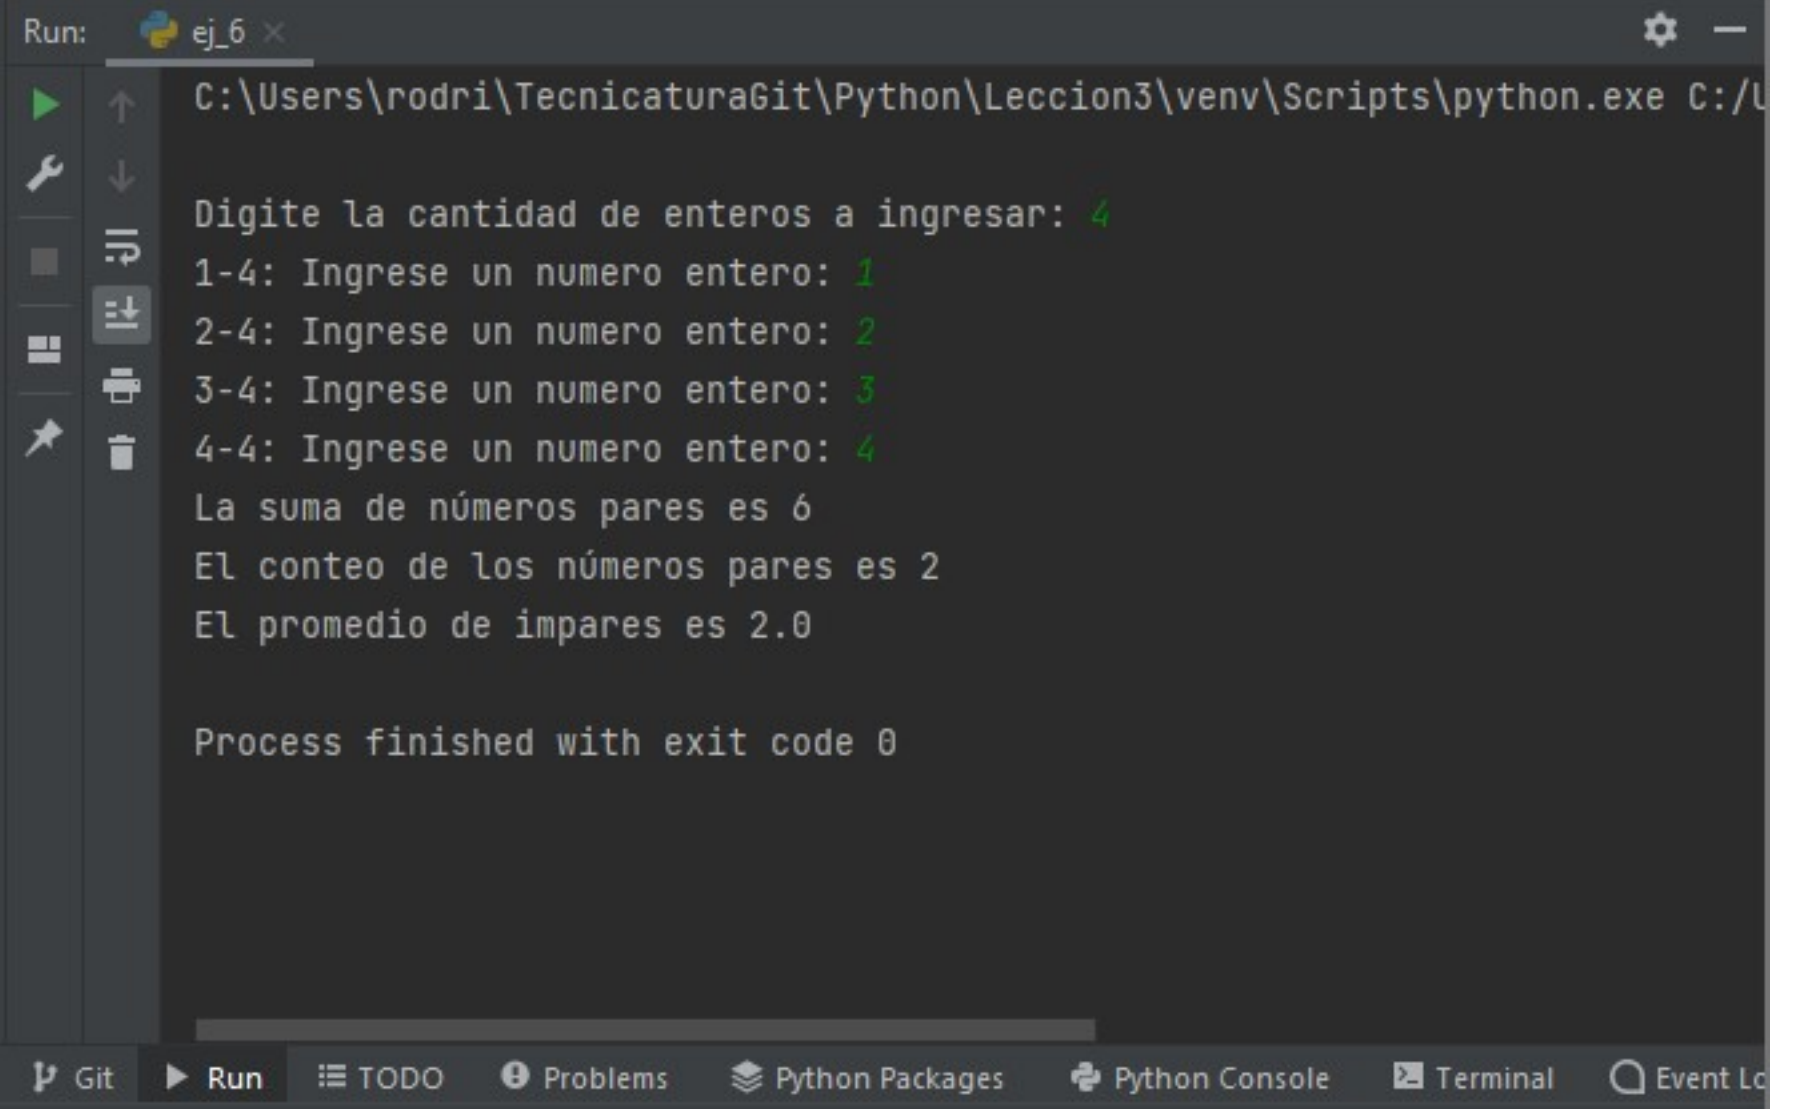 Run: ej_6
C:\Users\rodri\TecnicaturaGit\Python\Leccion3\venv\Scripts\python.exe C:/U
Digite la cantidad de enteros a ingresar: 4
1-4: Ingrese un numero entero: 1
2-4: Ingrese un numero entero: 2
3-4: Ingrese un numero entero: 3
4-4: Ingrese un numero entero: 4
La suma de números pares es 6
El conteo de los números pares es 2
El promedio de impares es 2.0
Process finished with exit code 0
Git Run TODO Problems Python Packages Python Console Terminal Event Lo